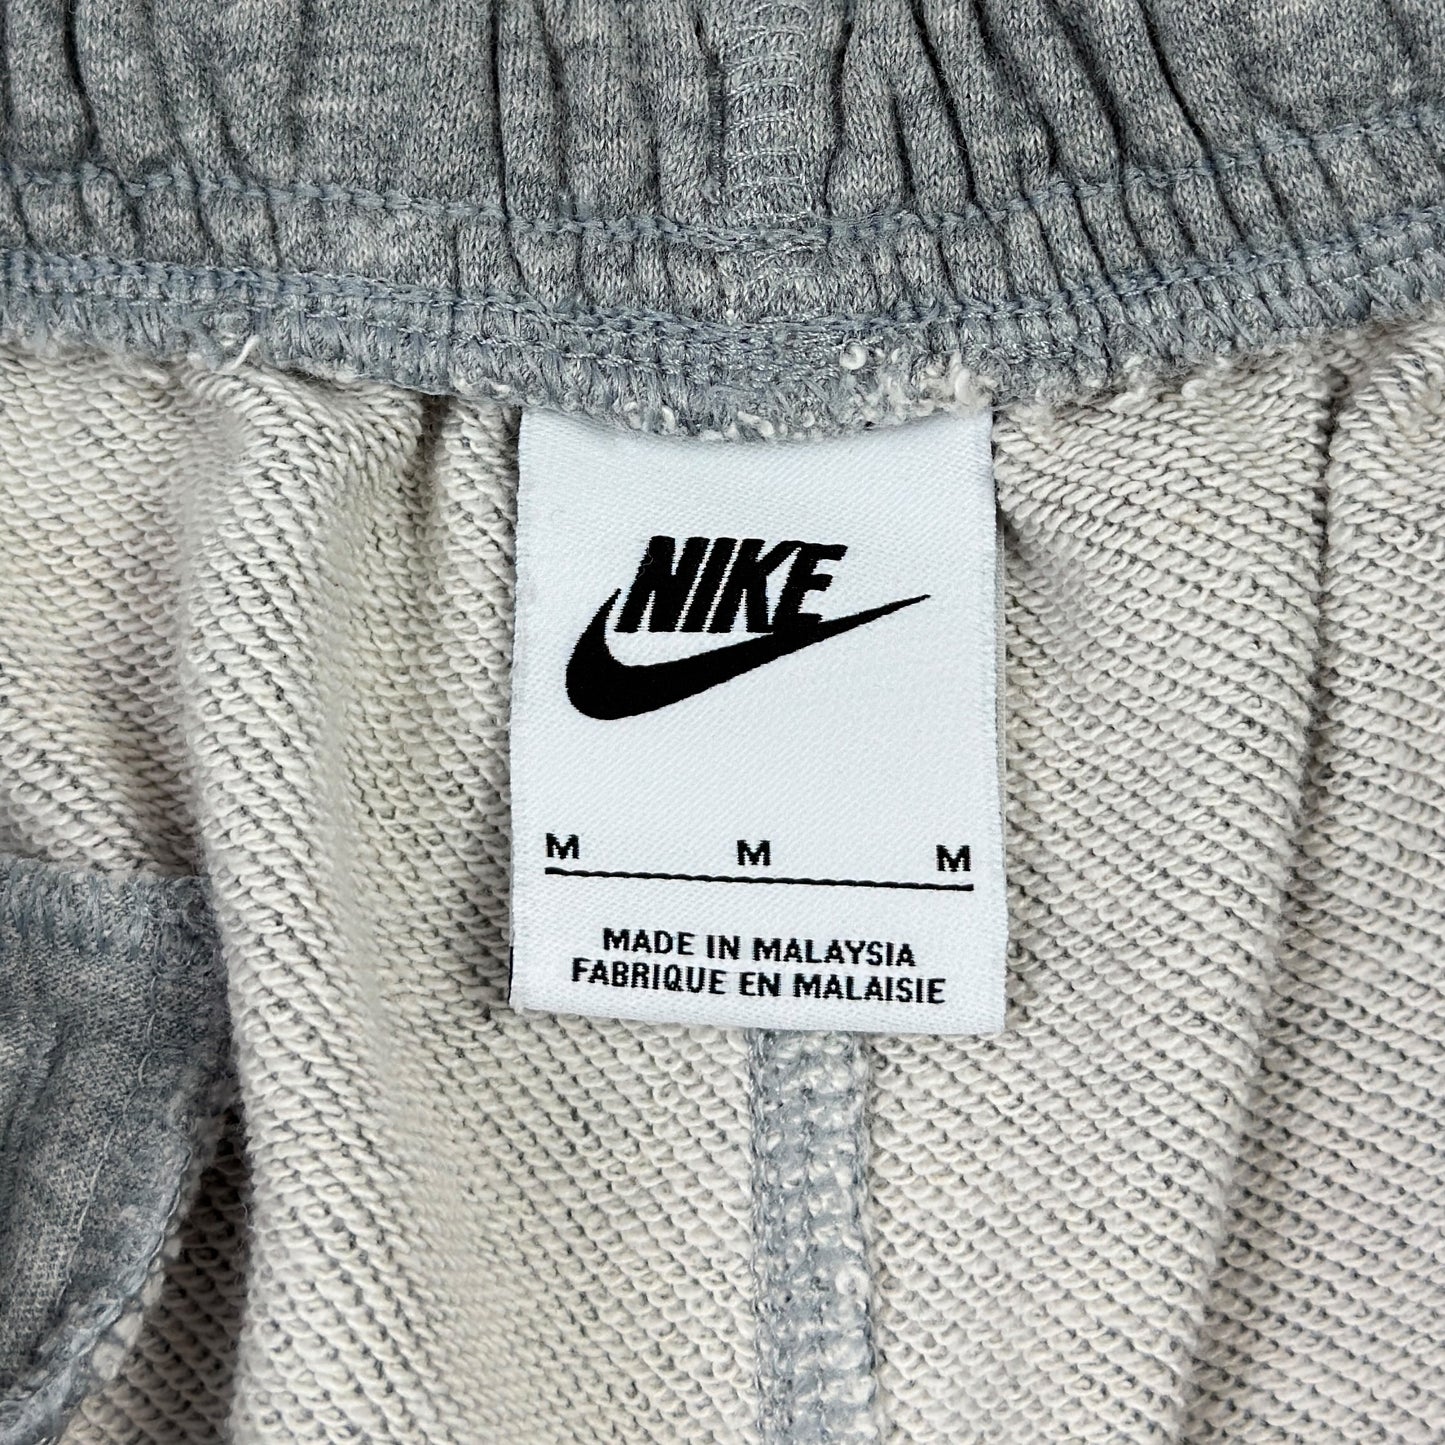 NIKE
M M M
MADE IN MALAYSIA
FABRIQUE EN MALAISIE